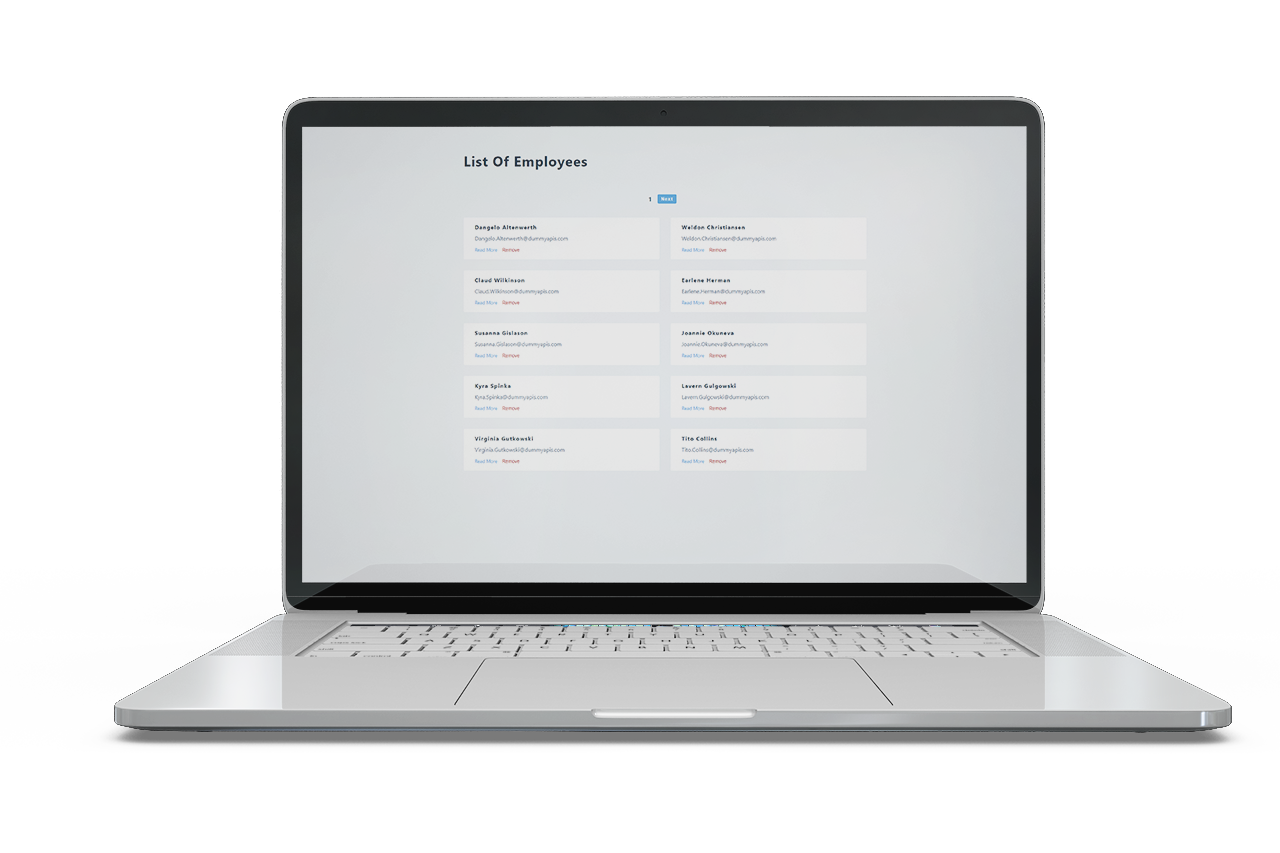 List Of Employees
1 Next
Dangelo Altenwerth
Dangelo.Altenwerth@dummyapis.com
Read More Remove
Weldon Christiansen
Weldon.Christiansen@dummyapis.com
Read More Remove
Claud Wilkinson
Claud.Wilkinson@dummyapis.com
Read More Remove
Earlene Herman
Earlene.Herman@dummyapis.com
Read More Remove
Susanna Gislason
Susanna.Gislason@dummyapis.com
Read More Remove
Joannie Okuneva
Joannie.Okuneva@dummyapis.com
Read More Remove
Kyra Spinka
Kyra.Spinka@dummyapis.com
Read More Remove
Lavern Gulgowski
Lavern.Gulgowski@dummyapis.com
Read More Remove
Virginia Gutkowski
Virginia.Gutkowski@dummyapis.com
Read More Remove
Tito Collins
Tito.Collins@dummyapis.com
Read More Remove